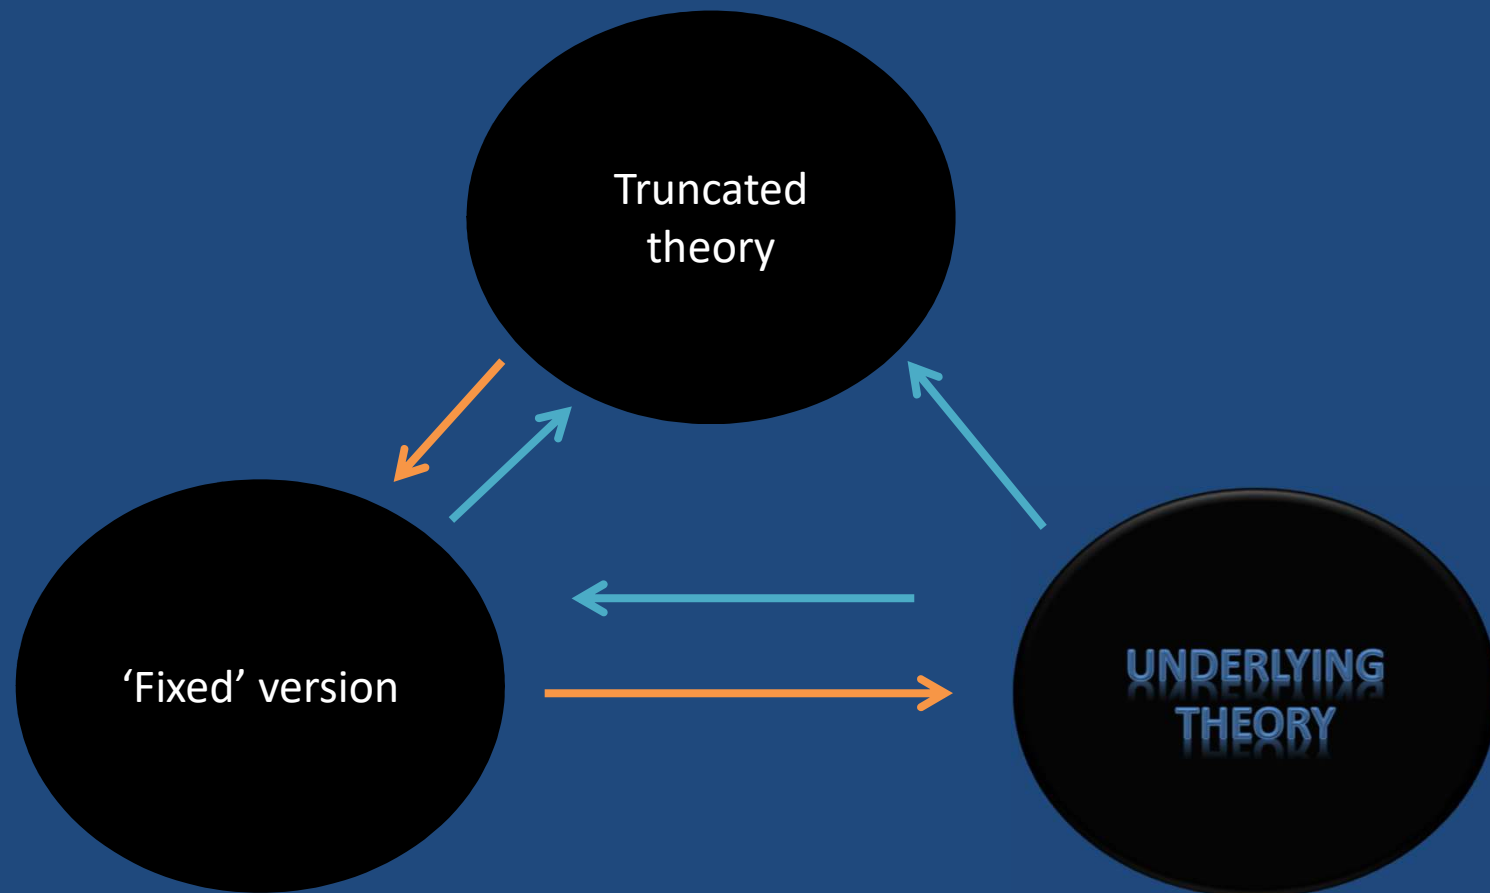 Truncated
theory
‘Fixed’ version
UNDERLYING
THEORY